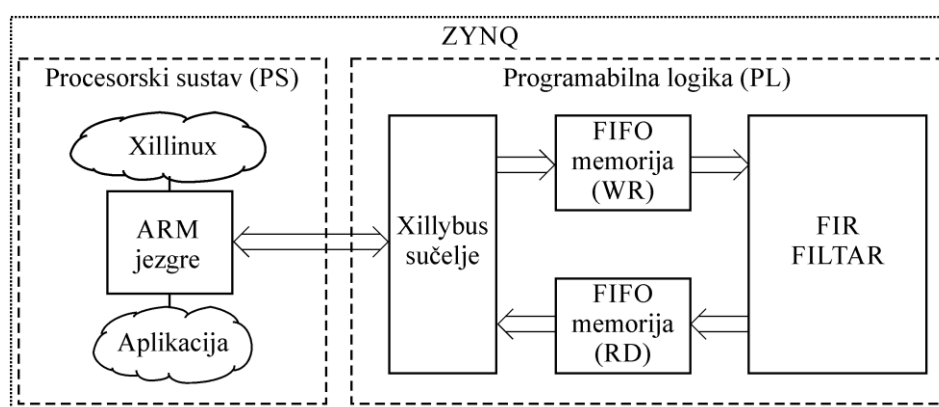 ZYNQ
Procesorski sustav (PS)
Xillinux
ARM
jezgre
Aplikacija
Programabilna logika (PL)
Xillybus
sučelje
FIFO
memorija
(WR)
FIFO
memorija
(RD)
FIR
FILTAR